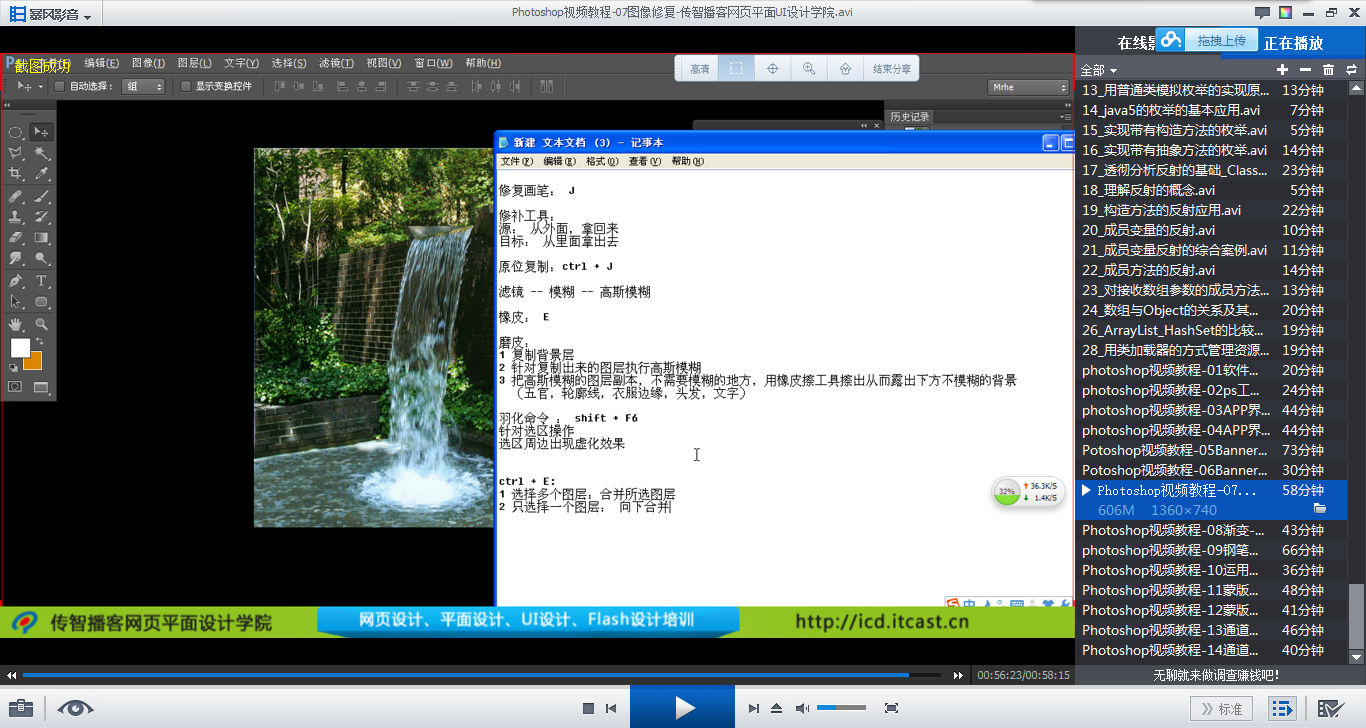 暴风影音
Photoshop视频教程-07图像修复-传智播客网页平面UI设计学院.avi
截图成功
编辑(E) 图像(I) 图层(L) 文字(Y) 选择(S) 滤镜(T) 视图(V) 窗口(W) 帮助(H)
高清 结束分享
自动选择: 组 显示变换控件
Mrhe
历史记录
新建 文本文档 (3) - 记事本
文件(F) 编辑(E) 格式(O) 查看(V) 帮助(H)
修复画笔: J
修补工具:
源: 从外面,拿回来
目标: 从里面拿出去
原位复制: ctrl + J
滤镜 -- 模糊 -- 高斯模糊
橡皮: E
磨皮:
1 复制背景层
2 针对复制出来的图层执行高斯模糊
3 把高斯模糊的图层副本,不需要模糊的地方,用橡皮擦工具擦出从而露出下方不模糊的背景
(五官,轮廓线,衣服边缘,头发,文字)
羽化命令 : shift + F6
针对选区操作
选区周边出现虚化效果
ctrl + E:
1 选择多个图层:合并所选图层
2 只选择一个图层: 向下合并
32% 36.3K/S
1.4K/S
中
传智播客网页平面设计学院
网页设计、平面设计、UI设计、Flash设计培训
http://icd.itcast.cn
00:56:23/00:58:15
标准
拖拽上传
正在播放
全部
13_用普通类模拟枚举的实现原... 13分钟
14_java5的枚举的基本应用.avi 7分钟
15_实现带有构造方法的枚举.avi 5分钟
16_实现带有抽象方法的枚举.avi 14分钟
17_透彻分析反射的基础_Class... 23分钟
18_理解反射的概念.avi 5分钟
19_构造方法的反射应用.avi 22分钟
20_成员变量的反射.avi 10分钟
21_成员变量反射的综合案例.avi 11分钟
22_成员方法的反射.avi 14分钟
23_对接收数组参数的成员方法... 13分钟
24_数组与Object的关系及其... 20分钟
26_ArrayList_HashSet的比较... 19分钟
28_用类加载器的方式管理资源... 19分钟
photoshop视频教程-01软件... 20分钟
photoshop视频教程-02ps工... 24分钟
photoshop视频教程-03APP界... 44分钟
photoshop视频教程-04APP界... 44分钟
Potoshop视频教程-05Banner... 73分钟
Potoshop视频教程-06Banner... 30分钟
Photoshop视频教程-07... 58分钟
606M 1360×740
Photoshop视频教程-08渐变-... 43分钟
photoshop视频教程-09钢笔... 66分钟
Photoshop视频教程-10运用... 36分钟
Photoshop视频教程-11蒙版... 48分钟
Photoshop视频教程-12蒙版... 41分钟
Photoshop视频教程-13通道... 46分钟
Photoshop视频教程-14通道... 40分钟
无聊就来做调查赚钱吧!